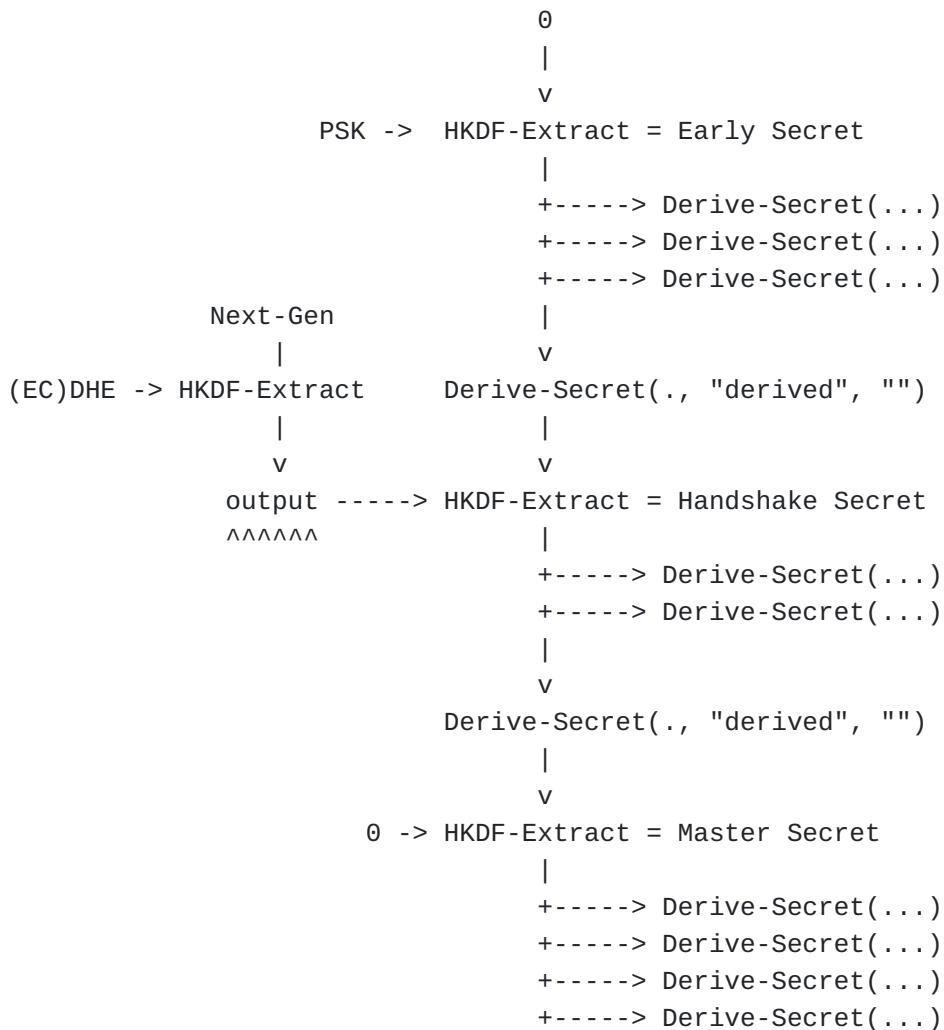 0
                                  |
                                  v
                    PSK ->  HKDF-Extract = Early Secret
                                  |
                                  +-----> Derive-Secret(...)
                                  +-----> Derive-Secret(...)
                                  +-----> Derive-Secret(...)
             Next-Gen             |
                 |                v
(EC)DHE -> HKDF-Extract     Derive-Secret(., "derived", "")
                 |                |
                 v                v
              output -----> HKDF-Extract = Handshake Secret
              ^^^^^^              |
                                  +-----> Derive-Secret(...)
                                  +-----> Derive-Secret(...)
                                  |
                                  v
                            Derive-Secret(., "derived", "")
                                  |
                                  v
                       0 -> HKDF-Extract = Master Secret
                                  |
                                  +-----> Derive-Secret(...)
                                  +-----> Derive-Secret(...)
                                  +-----> Derive-Secret(...)
                                  +-----> Derive-Secret(...)